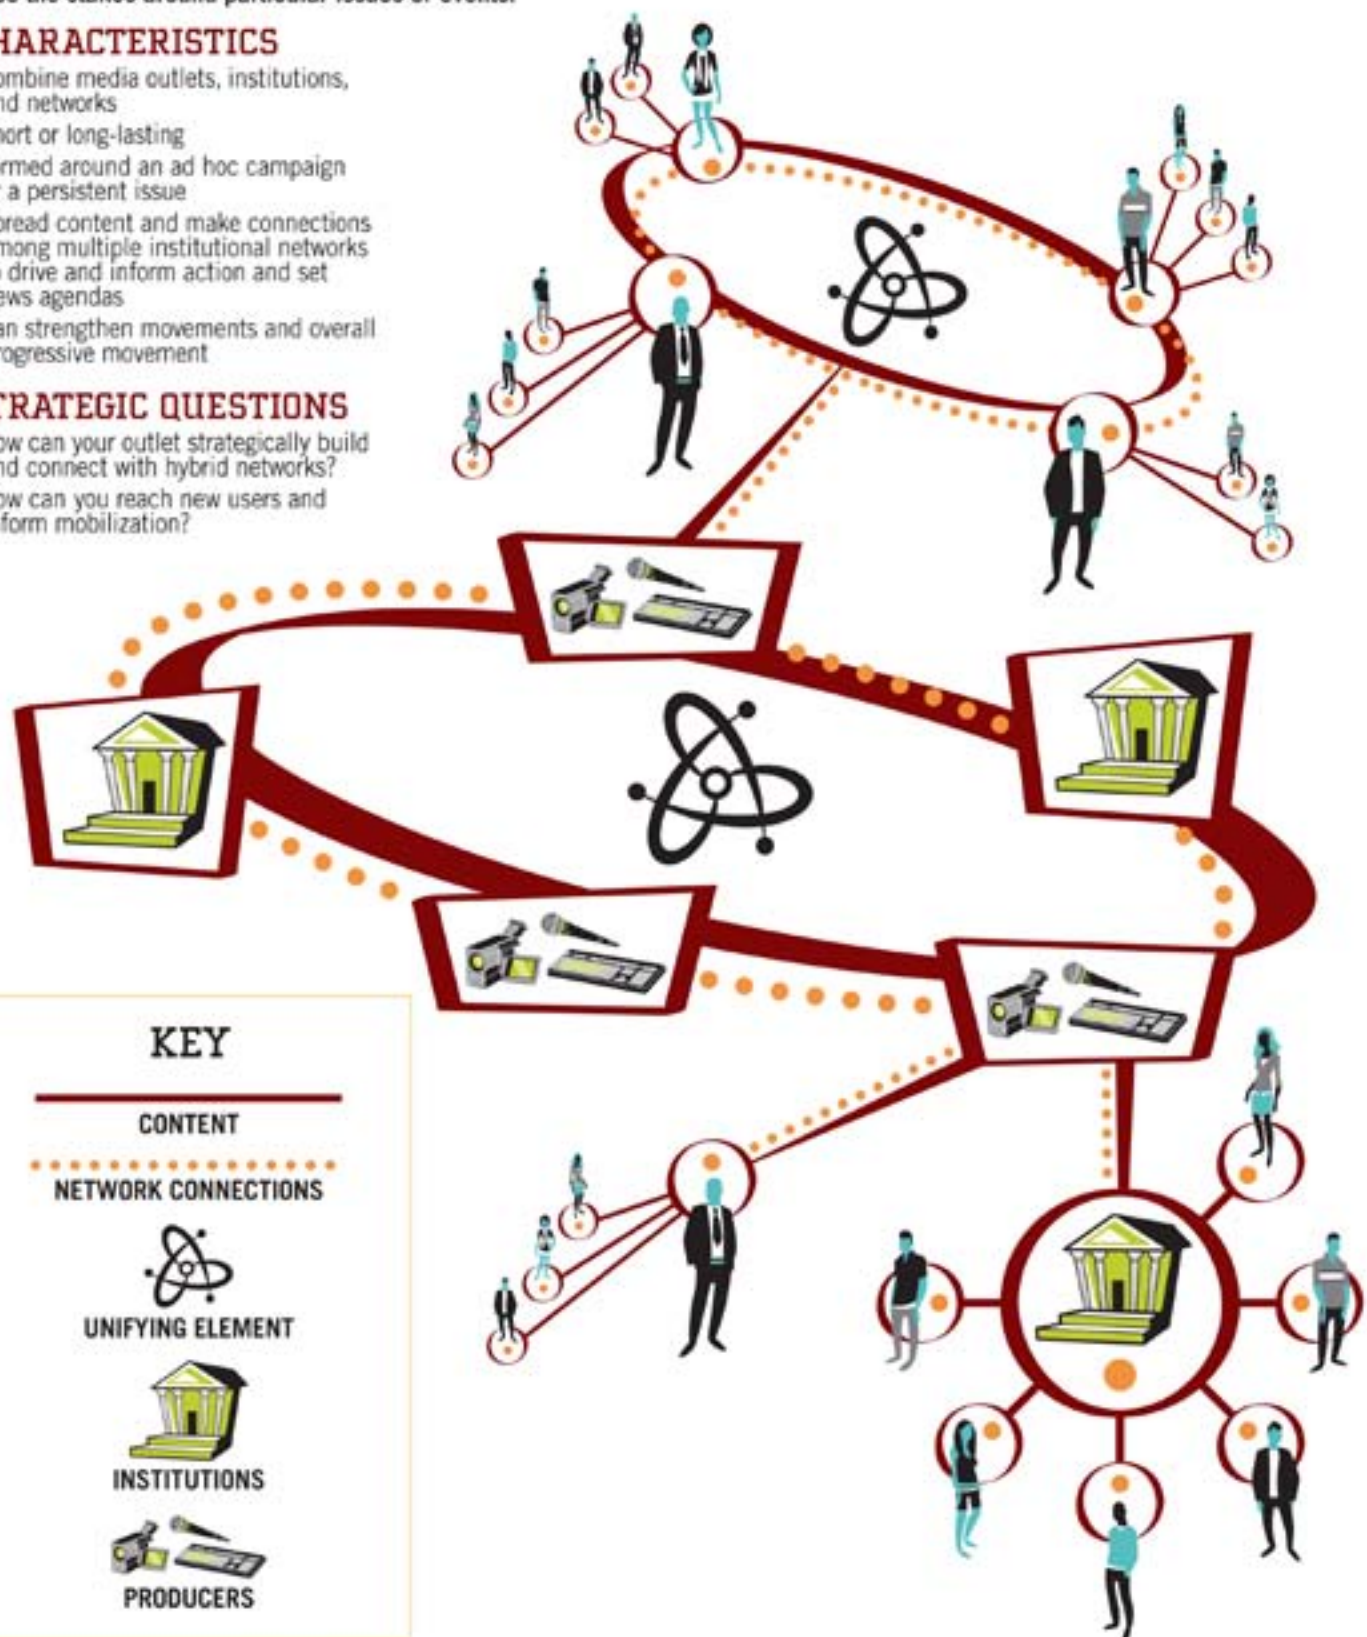 HARACTERISTICS
ombine media outlets, institutions,
nd networks
hort or long-lasting
rmed around an ad hoc campaign
r a persistent issue
pread content and make connections
mong multiple institutional networks
o drive and inform action and set
ews agendas
an strengthen movements and overall
rogressive movement
TRATEGIC QUESTIONS
ow can your outlet strategically build
nd connect with hybrid networks?
ow can you reach new users and
nform mobilization?
KEY
CONTENT
NETWORK CONNECTIONS
UNIFYING ELEMENT
INSTITUTIONS
PRODUCERS